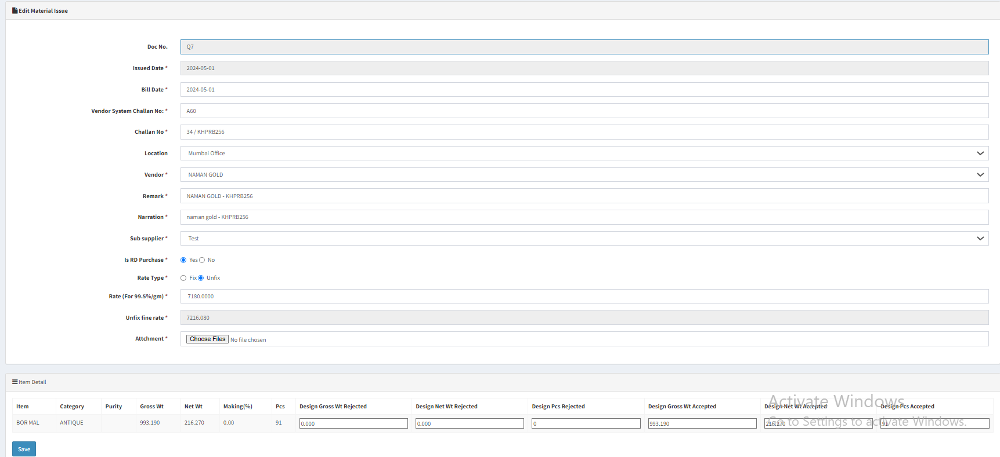 Edit Material Issue
Doc No. Q7
Issued Date * 2024-05-01
Bill Date * 2024-05-01
Vendor System Challan No: * A60
Challan No * 34 / KHPRB256
Location Mumbai Office
Vendor * NAMAN GOLD
Remark * NAMAN GOLD - KHPRB256
Narration * naman gold - KHPRB256
Sub supplier * Test
Is RD Purchase * Yes No
Rate Type * Fix Unfix
Rate (For 99.5%/gm) * 7180.0000
Unfix fine rate * 7216.080
Attchment * Choose Files No file chosen
Item Detail
Item Category Purity Gross Wt Net Wt Making(%) Pcs Design Gross Wt Rejected Design Net Wt Rejected Design Pcs Rejected Design Gross Wt Accepted Design Net Wt Accepted Design Pcs Accepted
BOR MAL ANTIQUE 993.190 216.270 0.00 91 0.000 0.000 0 993.190 216.270 91
Activate Windows
Go to Settings to activate Windows.
Save